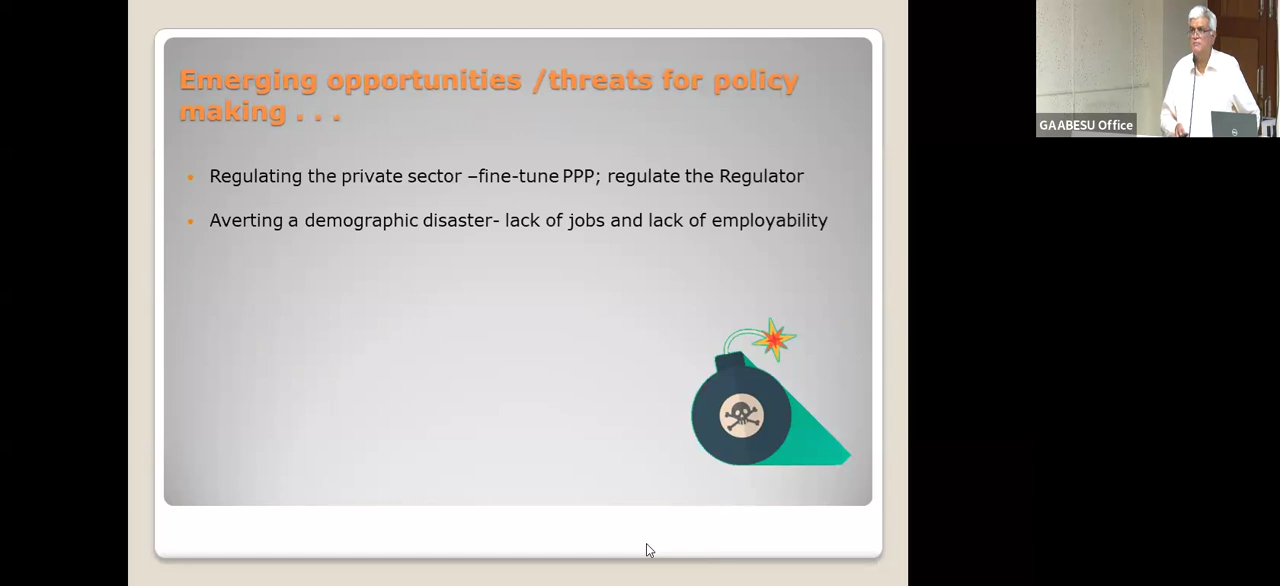 Emerging opportunities /threats for policy
making . . .
Regulating the private sector –fine-tune PPP; regulate the Regulator
Averting a demographic disaster- lack of jobs and lack of employability
GAABESU Office